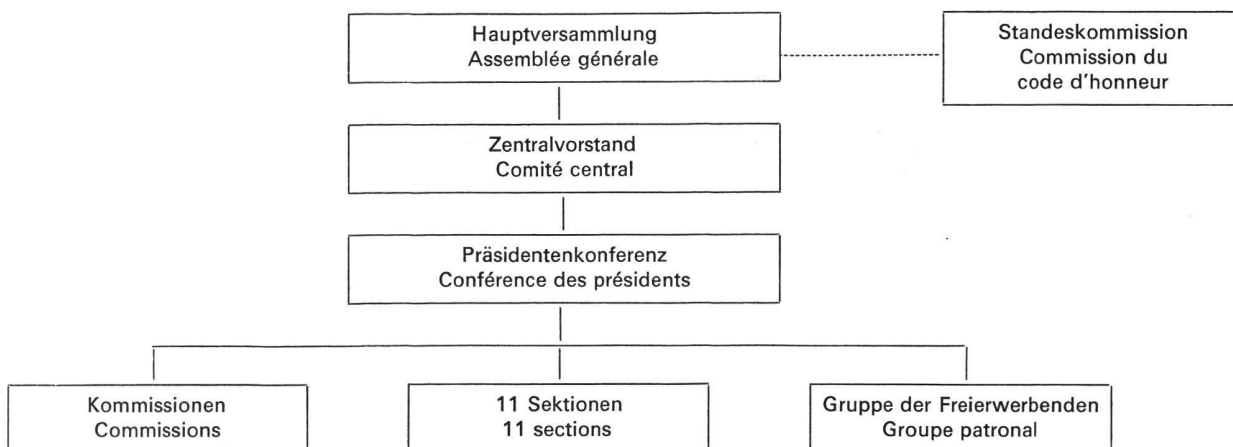 Hauptversammlung
Assemblée générale
Standeskommission
Commission du
code d'honneur
Zentralvorstand
Comité central
Präsidentenkonferenz
Conférence des présidents
Kommissionen
Commissions
11 Sektionen
11 sections
Gruppe der Freierwerbenden
Groupe patronal